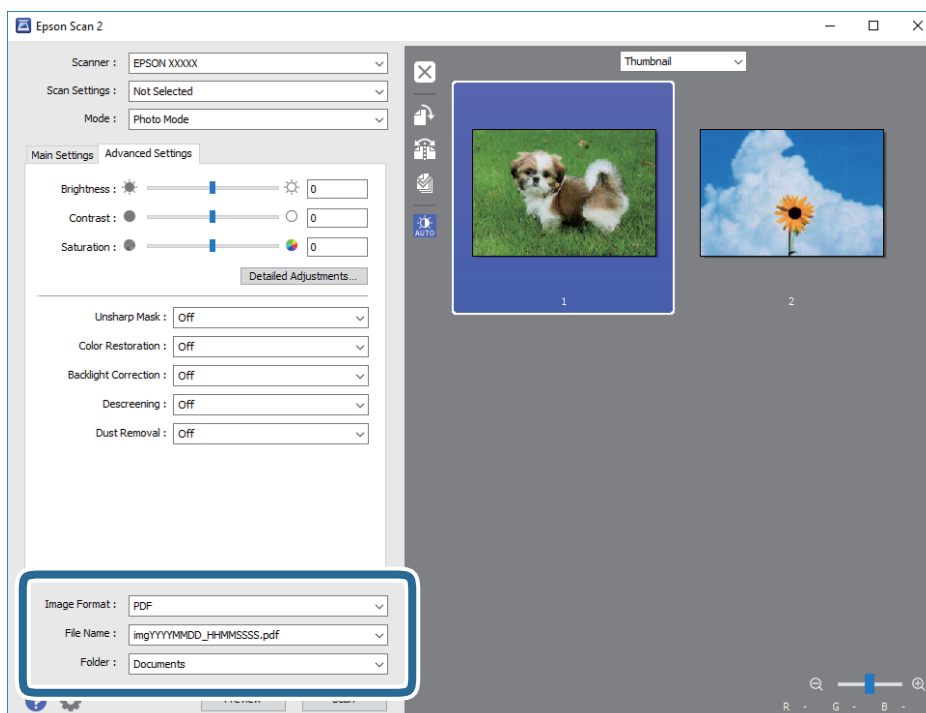 Epson Scan 2
Scanner : EPSON XXXXX
Scan Settings : Not Selected
Mode : Photo Mode
Main Settings Advanced Settings
Brightness : 0
Contrast : 0
Saturation : 0
Detailed Adjustments...
Unsharp Mask : Off
Color Restoration : Off
Backlight Correction : Off
Descreening : Off
Dust Removal : Off
Image Format : PDF
File Name : imgYYYYMMDD_HHMMSSSS.pdf
Folder : Documents
Preview Scan
Thumbnail
AUTO
1 2
R - G - B -